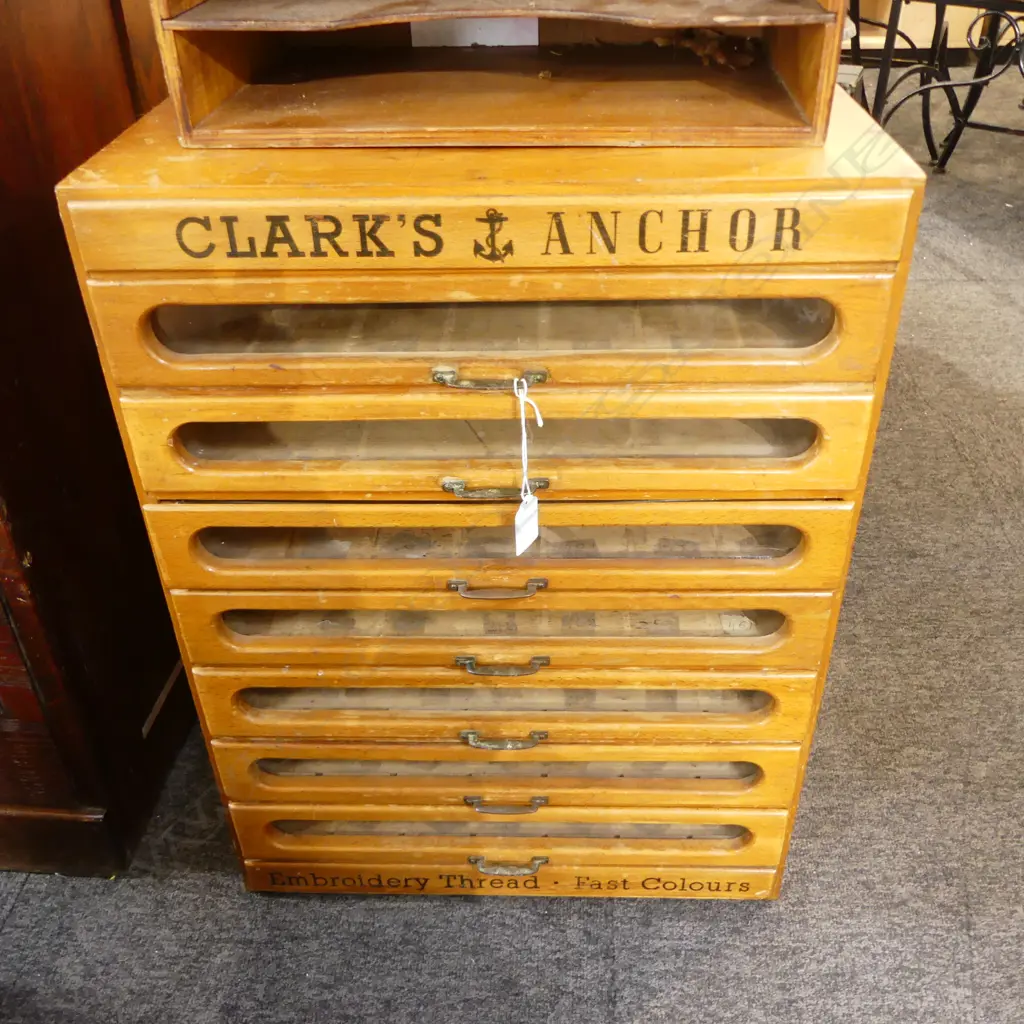 CLARK'S ANCHOR
Embroidery Thread · Fast Colours